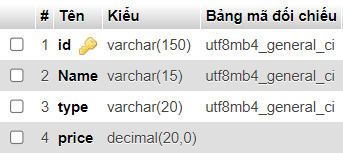 # Tên Kiểu Bảng mã đối chiếu
1 id varchar(150) utf8mb4_general_ci
2 Name varchar(15) utf8mb4_general_ci
3 type varchar(20) utf8mb4_general_ci
4 price decimal(20,0)